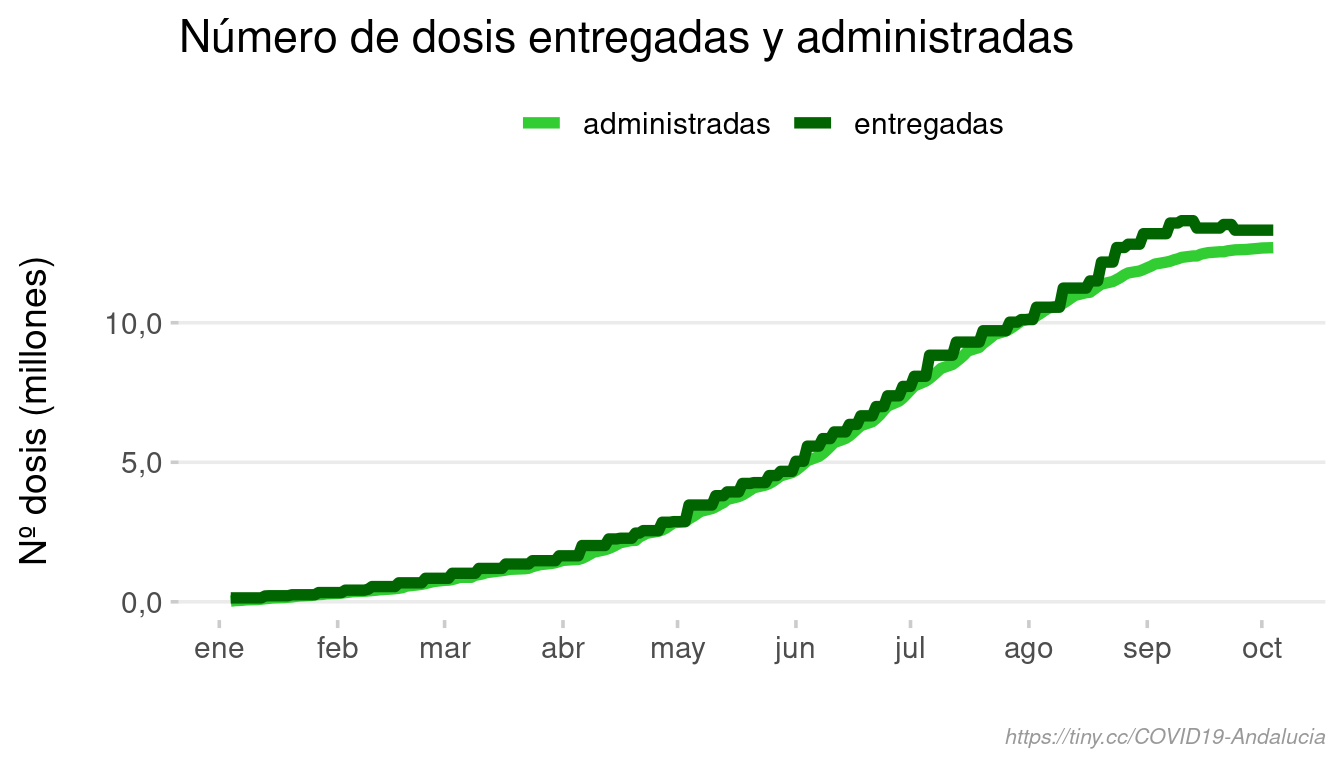 Número de dosis entregadas y administradas
administradas entregadas
Nº dosis (millones)
10,0
5,0
0,0
ene feb mar abr may jun jul ago sep oct
https://tiny.cc/COVID19-Andalucia